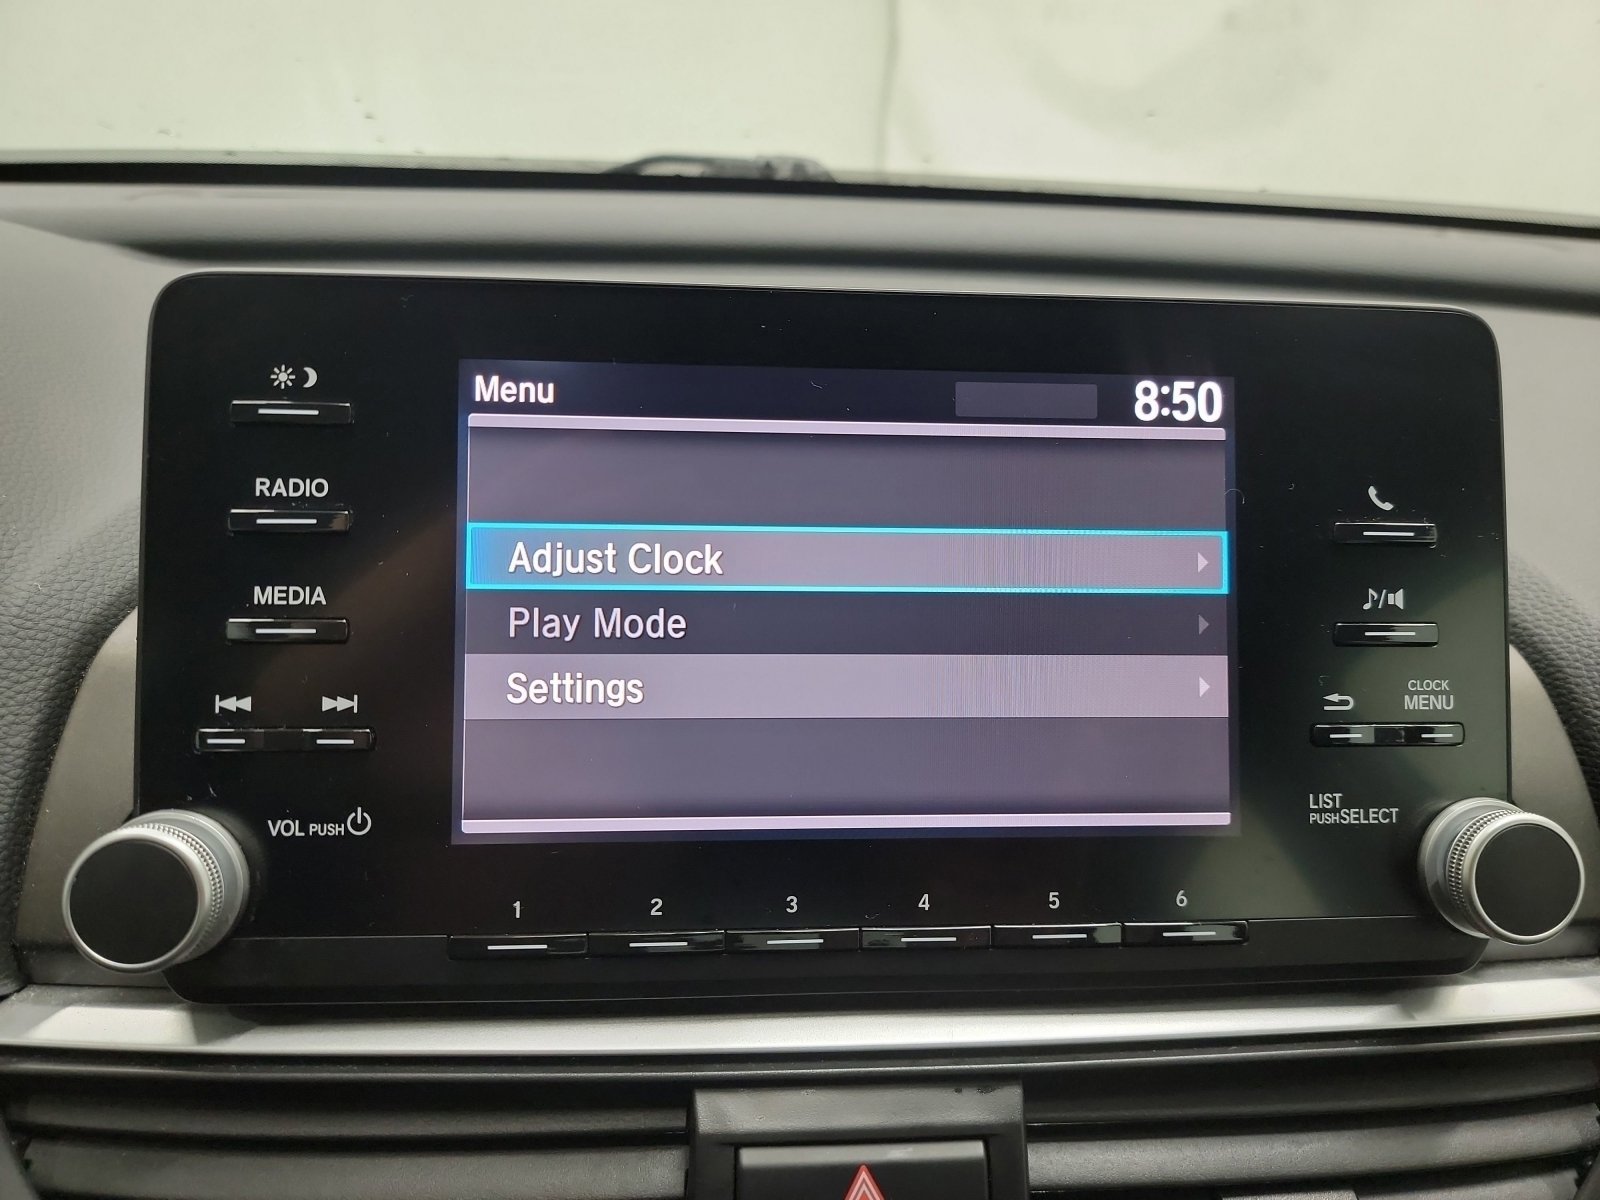 Menu
8:50
RADIO
Adjust Clock
MEDIA
Play Mode
Settings
CLOCK
MENU
VOL PUSH
LIST
PUSH SELECT
1 2 3 4 5 6